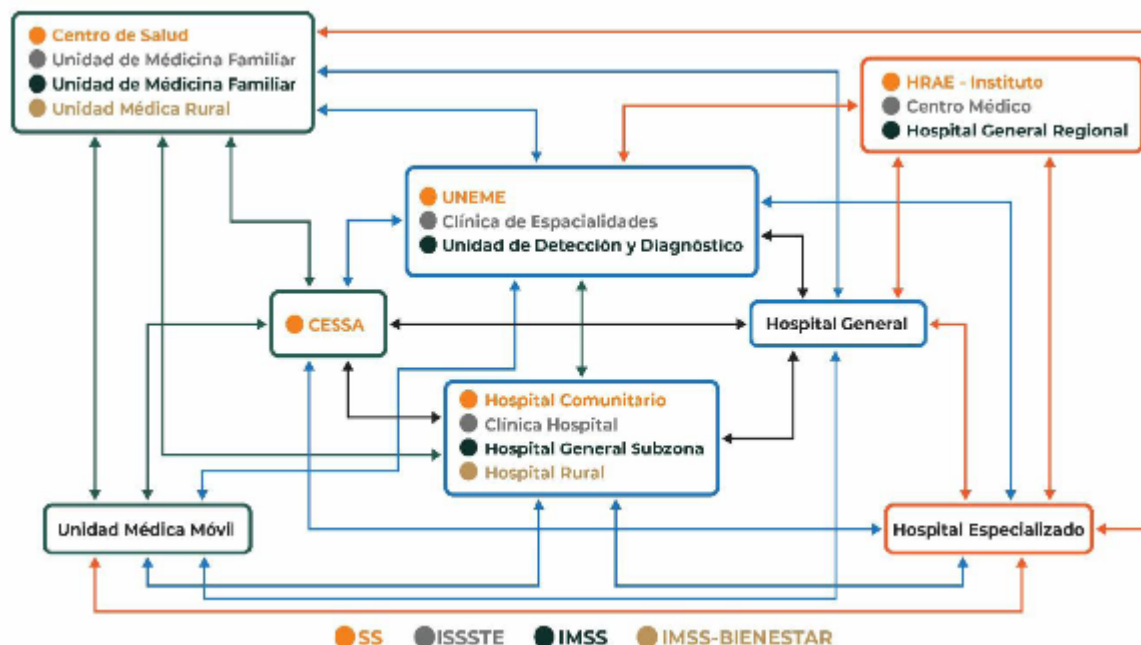 Centro de Salud
Unidad de Médicina Familiar
Unidad de Médicina Familiar
Unidad Médica Rural
HRAE - Instituto
Centro Médico
Hospital General Regional
UNEME
Clínica de Espacialidades
Unidad de Detección y Diagnóstico
CESSA
Hospital General
Hospital Comunitario
Clínica Hospital
Hospital General Subzona
Hospital Rural
Unidad Médica Móvil
Hospital Especializado
SS ISSSTE IMSS IMSS-BIENESTAR